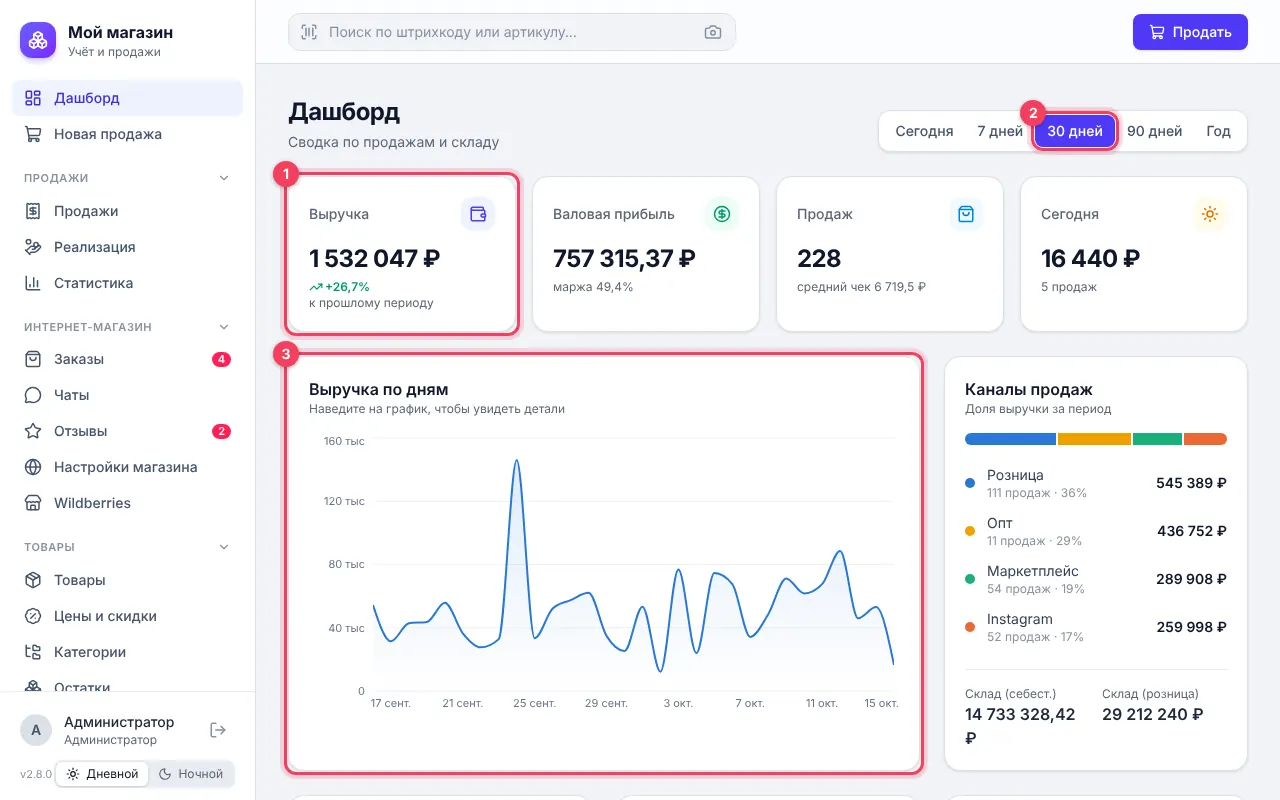 Мой магазин
Учёт и продажи
Дашборд
Новая продажа
ПРОДАЖИ
Продажи
Реализация
Статистика
ИНТЕРНЕТ-МАГАЗИН
Заказы 4
Чаты
Отзывы 2
Настройки магазина
Wildberries
ТОВАРЫ
Товары
Цены и скидки
Категории
Остатки
А
Администратор
Администратор
v2.8.0 Дневной Ночной
Поиск по штрихкоду или артикулу...
Продать
Дашборд
Сводка по продажам и складу
2
Сегодня 7 дней 30 дней 90 дней Год
1
Выручка
1 532 047 ₽
+26,7%
к прошлому периоду
Валовая прибыль
757 315,37 ₽
маржа 49,4%
Продаж
228
средний чек 6 719,5 ₽
Сегодня
16 440 ₽
5 продаж
3
Выручка по дням
Наведите на график, чтобы увидеть детали
160 тыс
120 тыс
80 тыс
40 тыс
0
17 сент. 21 сент. 25 сент. 29 сент. 3 окт. 7 окт. 11 окт. 15 окт.
Каналы продаж
Доля выручки за период
Розница 545 389 ₽
111 продаж · 36%
Опт 436 752 ₽
11 продаж · 29%
Маркетплейс 289 908 ₽
54 продаж · 19%
Instagram 259 998 ₽
52 продаж · 17%
Склад (себест.) Склад (розница)
14 733 328,42 29 212 240 ₽
₽